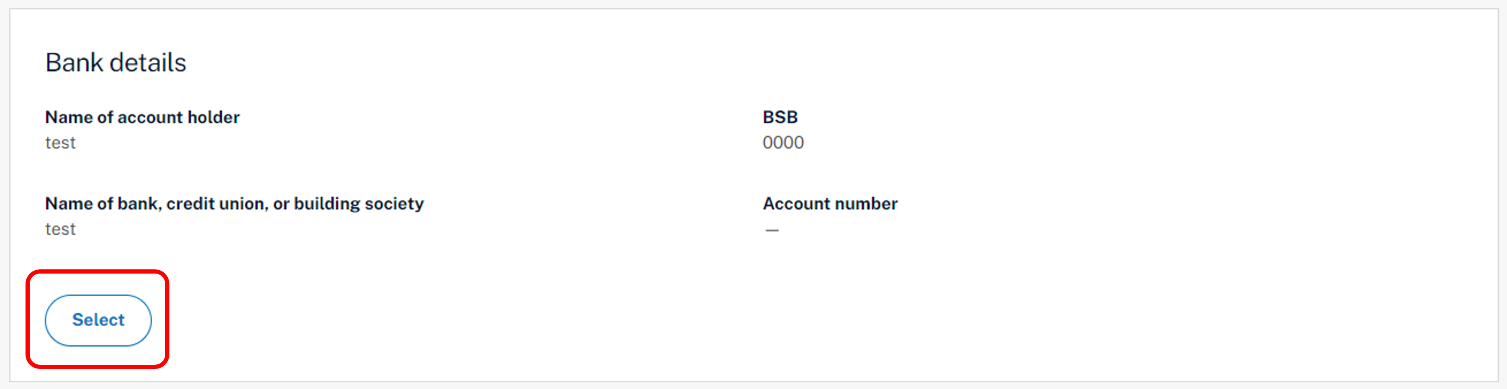 Bank details
Name of account holder
test
BSB
0000
Name of bank, credit union, or building society
test
Account number
—
Select